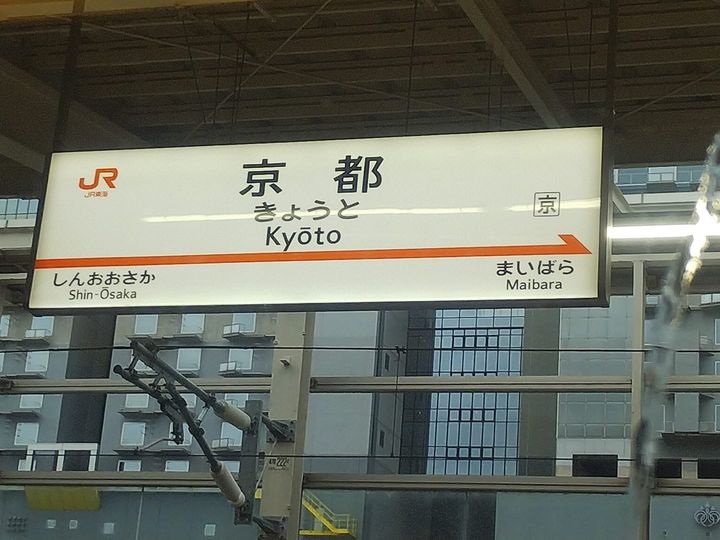 JR
JR東海
京都
きょうと
Kyōto
京
しんおおさか
Shin-Ōsaka
まいばら
Maibara